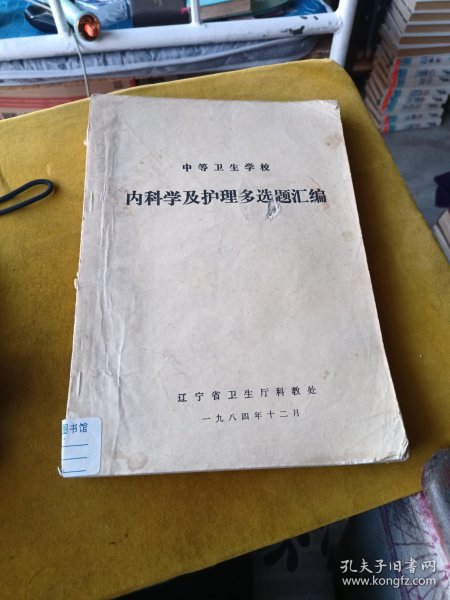 中等卫生学校
内科学及护理多选题汇编
辽宁省卫生厅科教处
一九八四年十二月
图书馆
孔夫子旧书网
www.kongfz.com